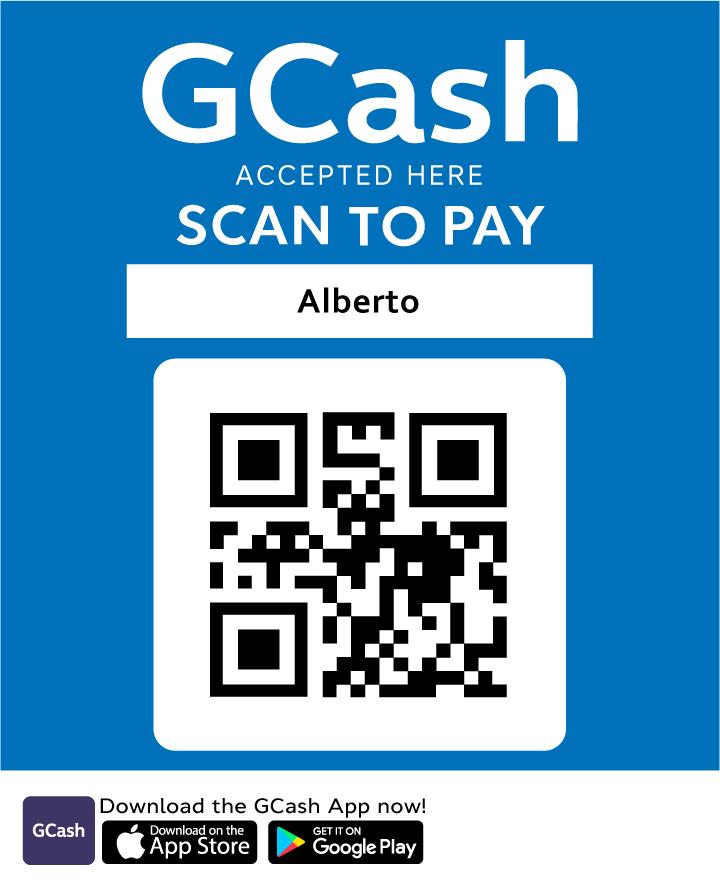 GCash
ACCEPTED HERE
SCAN TO PAY
Alberto
Download the GCash App now!
GCash
Download on the
App Store
GET IT ON
Google Play